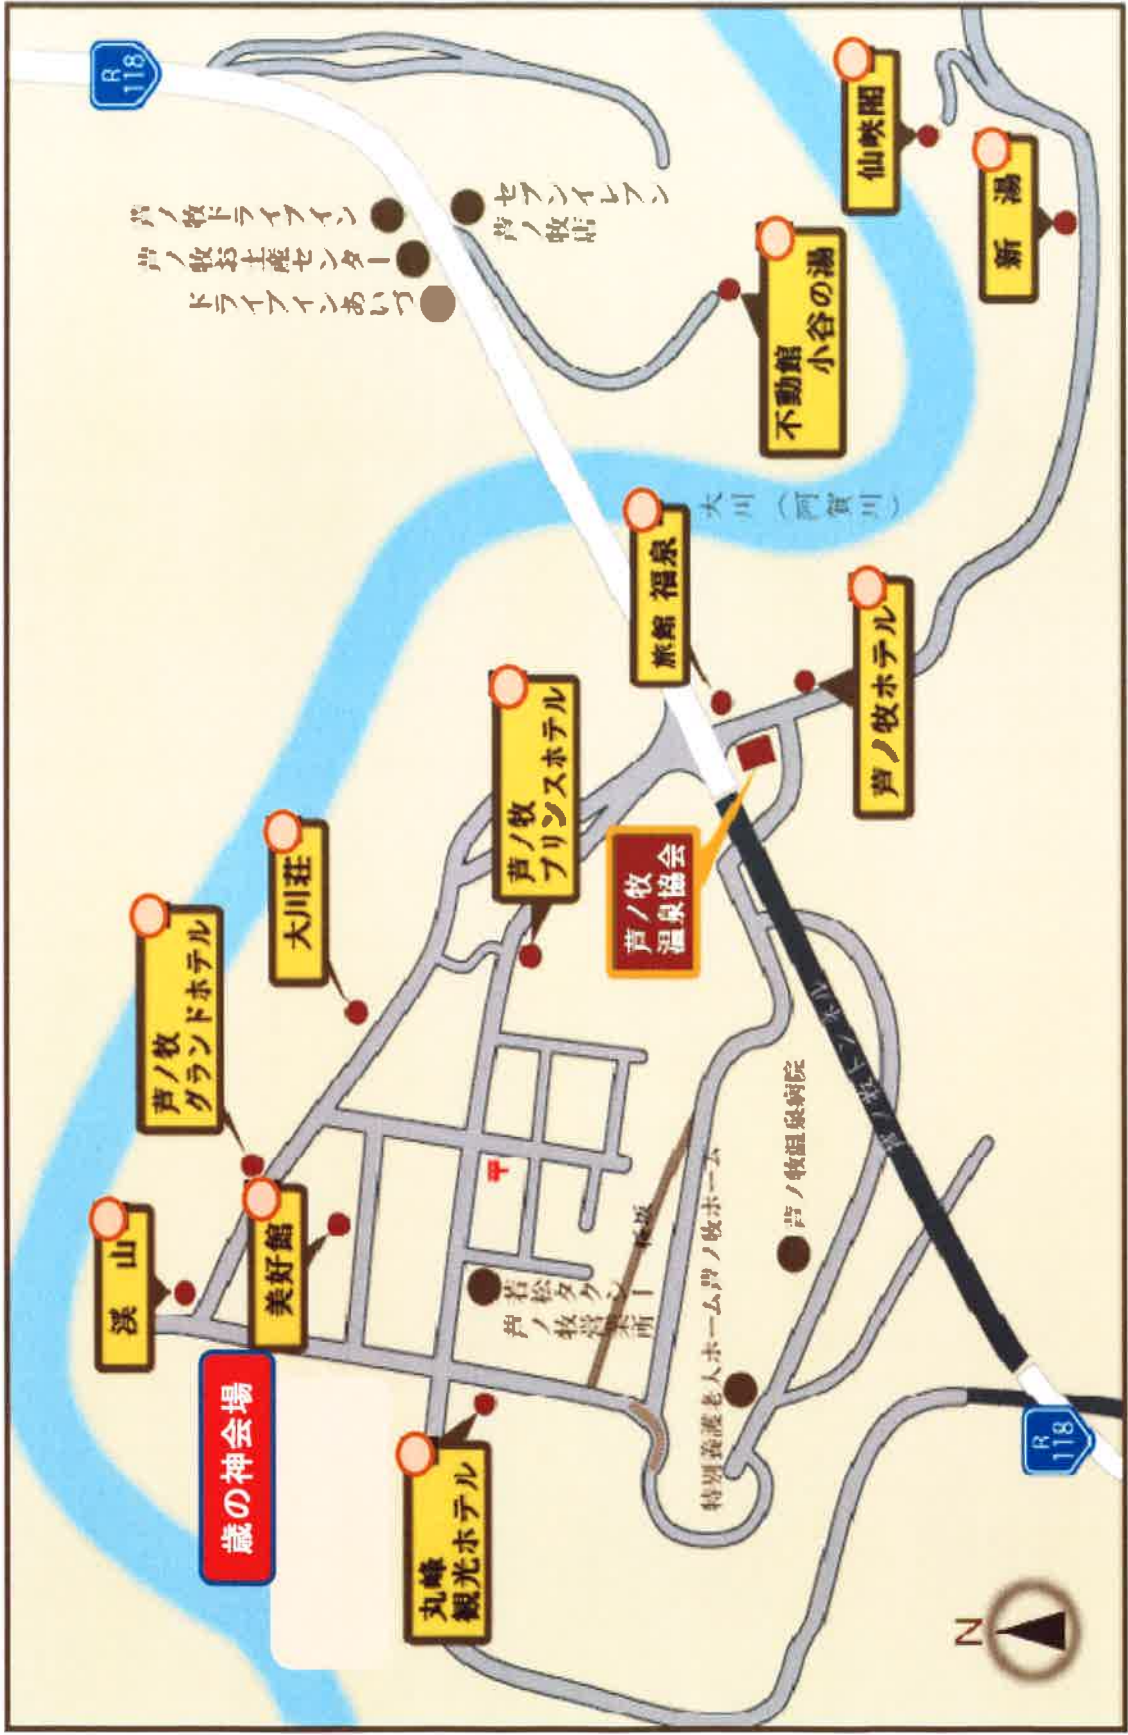 R
118
仙峡閣
新 湯
芦ノ牧ドライブイン
芦ノ牧お土産センター
ドライブインあいづ
セブンイレブン
芦ノ牧店
不動館
小谷の湯
大川(阿賀川)
旅館 福泉
芦ノ牧ホテル
芦ノ牧
プリンスホテル
大川荘
芦ノ牧
グランドホテル
芦ノ牧
温泉協会
芦ノ牧トンネル
渓 山
美好館
〒
若松タクシー
芦ノ牧営業所
芦ノ牧温泉病院
特別養護老人ホーム芦ノ牧ホーム
歳の神会場
丸峰
観光ホテル
R
118
N